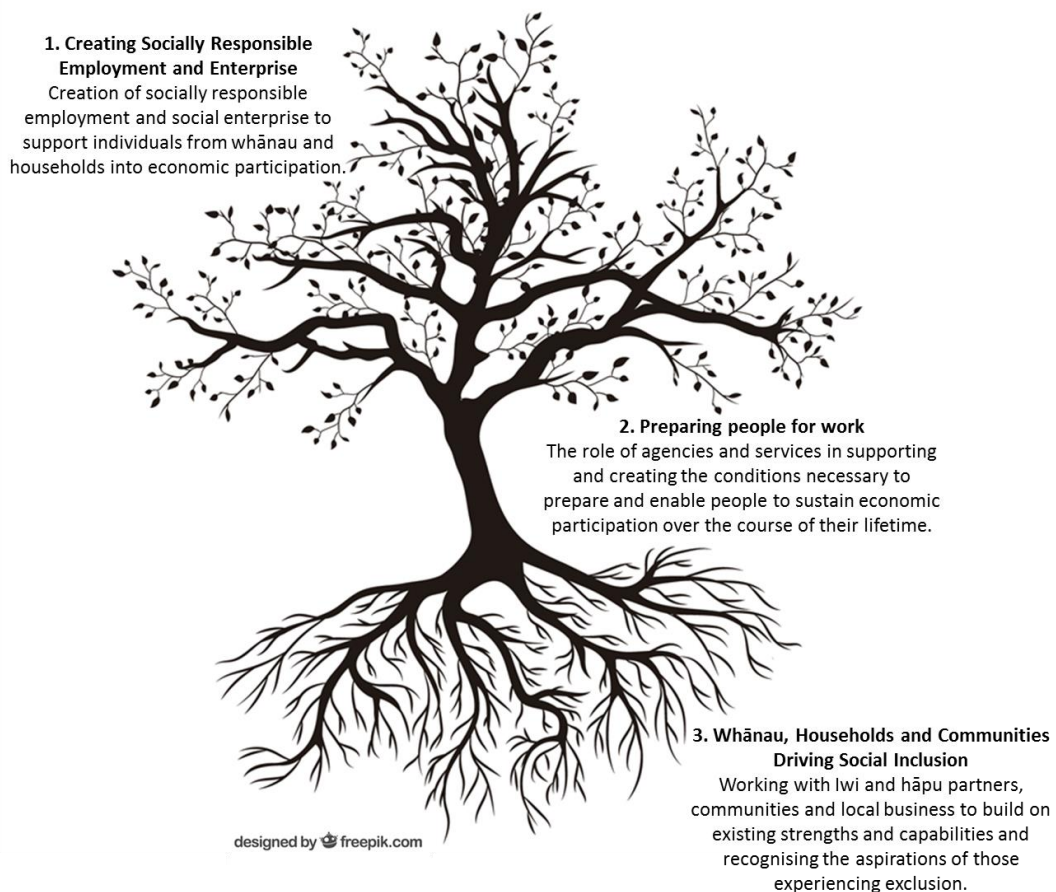 1. Creating Socially Responsible
Employment and Enterprise
Creation of socially responsible
employment and social enterprise to
support individuals from whānau and
households into economic participation.
2. Preparing people for work
The role of agencies and services in supporting
and creating the conditions necessary to
prepare and enable people to sustain economic
participation over the course of their lifetime.
3. Whānau, Households and Communities
Driving Social Inclusion
Working with Iwi and hāpu partners,
communities and local business to build on
existing strengths and capabilities and
recognising the aspirations of those
experiencing exclusion.
designed by freepik.com